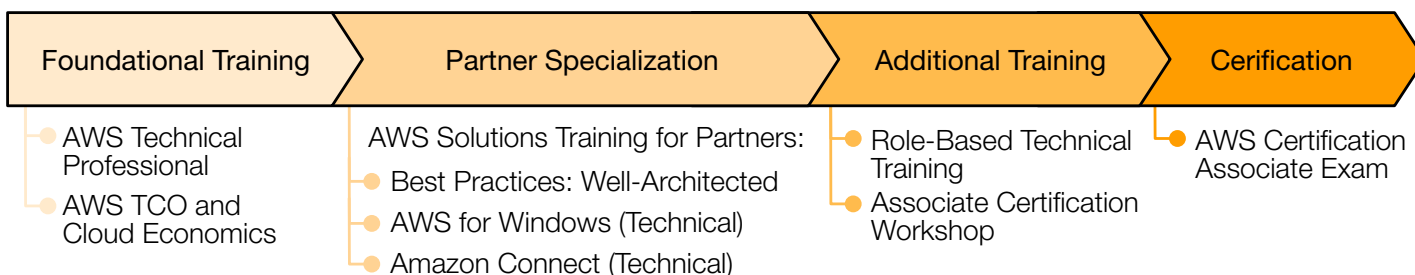 Foundational Training
Partner Specialization
Additional Training
Cerification
AWS Technical
Professional
AWS TCO and
Cloud Economics
AWS Solutions Training for Partners:
Best Practices: Well-Architected
AWS for Windows (Technical)
Amazon Connect (Technical)
Role-Based Technical
Training
Associate Certification
Workshop
AWS Certification
Associate Exam